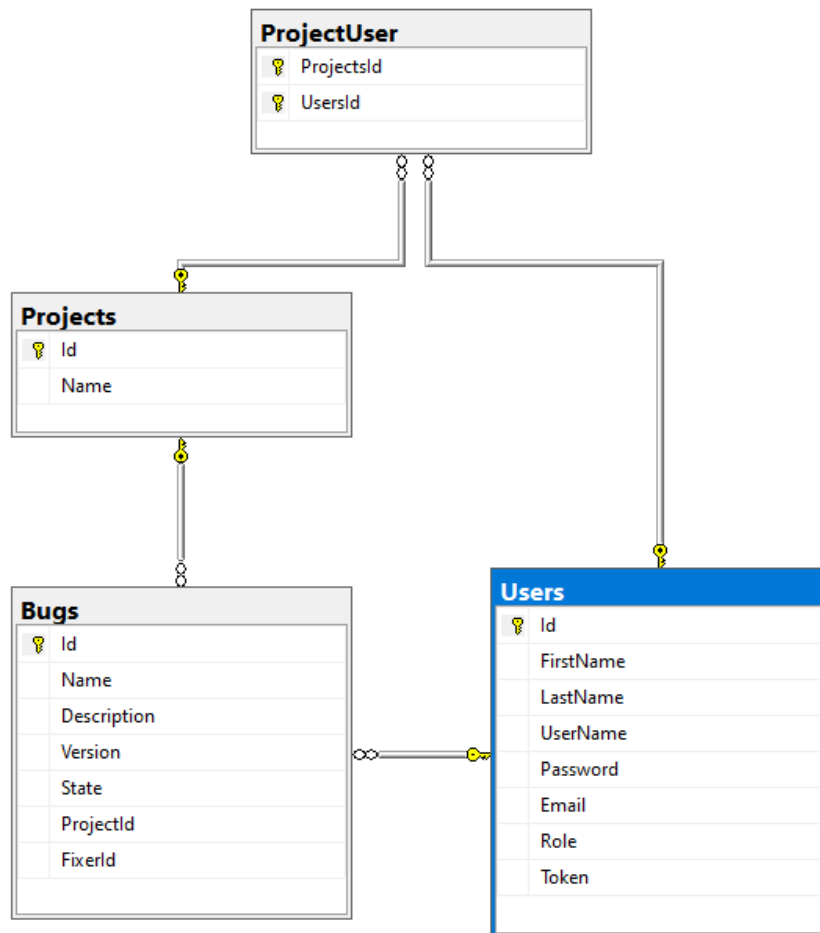 ProjectUser
ProjectsId
UsersId
Projects
Id
Name
Bugs
Id
Name
Description
Version
State
ProjectId
FixerId
Users
Id
FirstName
LastName
UserName
Password
Email
Role
Token